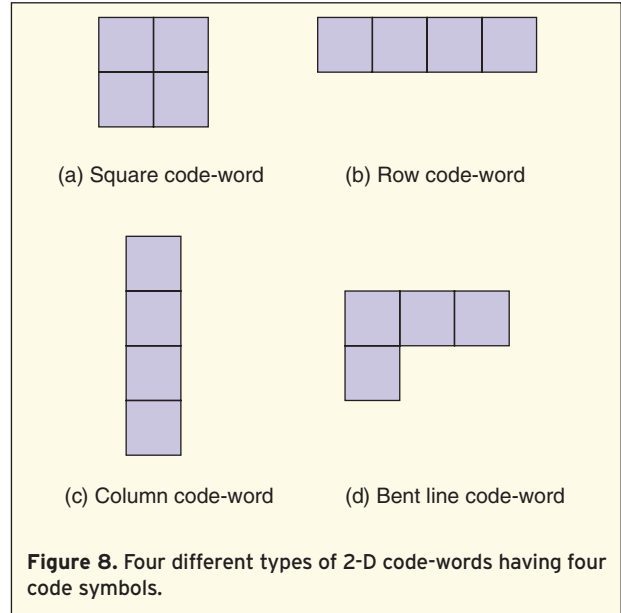 (a) Square code-word
(b) Row code-word
(c) Column code-word
(d) Bent line code-word
Figure 8. Four different types of 2-D code-words having four
code symbols.